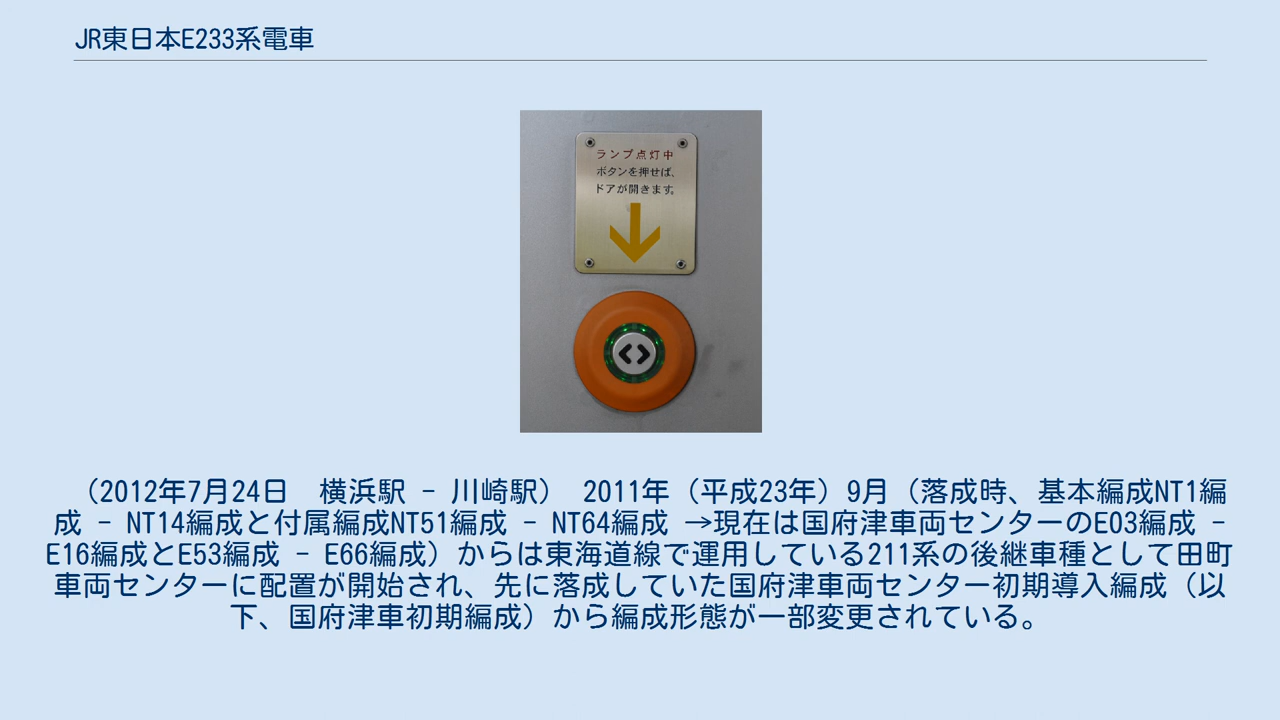 JR東日本E233系電車
ランプ点灯中
ボタンを押せば、
ドアが開きます。
（2012年7月24日　横浜駅 - 川崎駅） 2011年（平成23年）9月（落成時、基本編成NT1編
成 - NT14編成と付属編成NT51編成 - NT64編成 →現在は国府津車両センターのE03編成 -
E16編成とE53編成 - E66編成）からは東海道線で運用している211系の後継車種として田町
車両センターに配置が開始され、先に落成していた国府津車両センター初期導入編成（以
下、国府津車初期編成）から編成形態が一部変更されている。